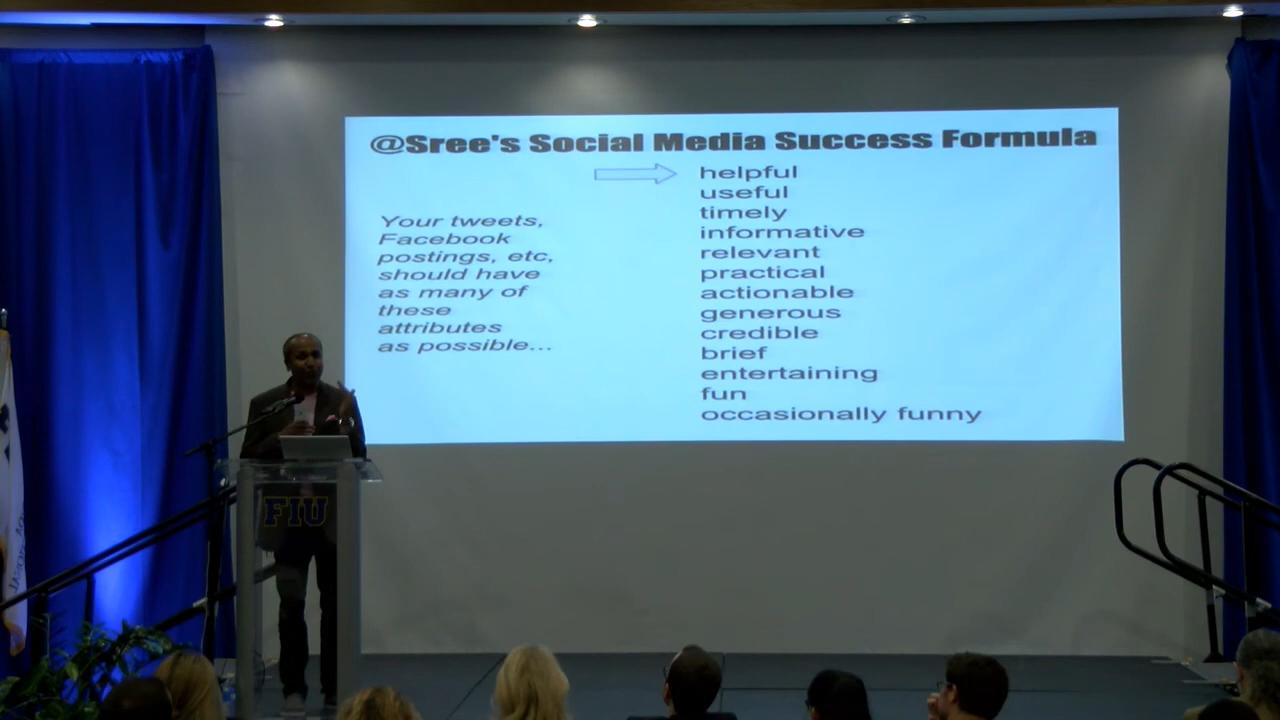 @Sree's Social Media Success Formula
Your tweets,
Facebook
postings, etc,
should have
as many of
these
attributes
as possible...
helpful
useful
timely
informative
relevant
practical
actionable
generous
credible
brief
entertaining
fun
occasionally funny
FIU